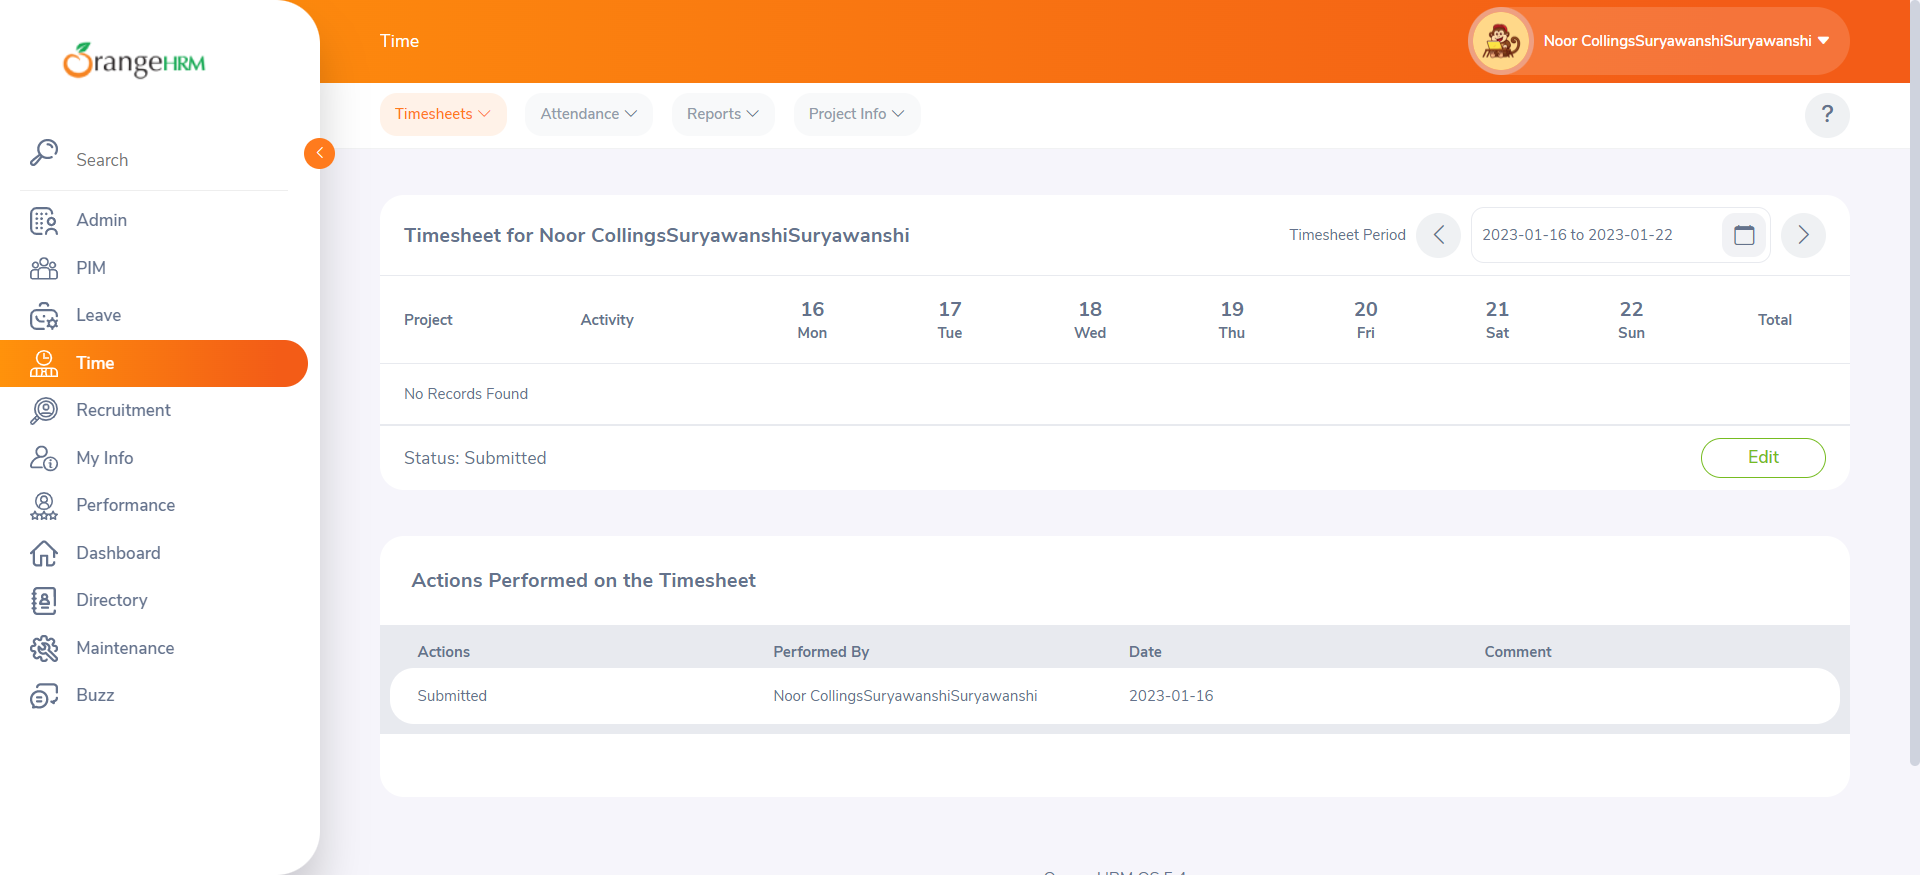 OrangeHRM
Time
Noor CollingsSuryawanshiSuryawanshi
Timesheets
Attendance
Reports
Project Info
?
Search
Admin
PIM
Leave
Time
Recruitment
My Info
Performance
Dashboard
Directory
Maintenance
Buzz
Timesheet for Noor CollingsSuryawanshiSuryawanshi
Timesheet Period
2023-01-16 to 2023-01-22
Project Activity 16 Mon 17 Tue 18 Wed 19 Thu 20 Fri 21 Sat 22 Sun Total
No Records Found
Status: Submitted
Edit
Actions Performed on the Timesheet
Actions Performed By Date Comment
Submitted Noor CollingsSuryawanshiSuryawanshi 2023-01-16